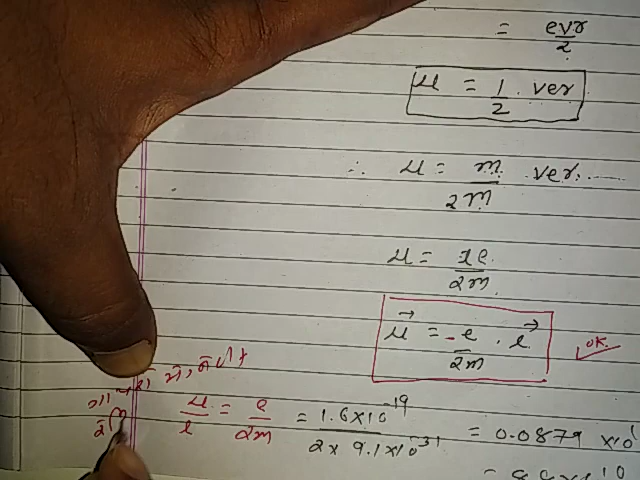 = evr/2
μ = 1/2 . ver
∴ μ = m/2m . ver.....
μ = le/2m
μ⃗ = -e/2m . l⃗
OK
μ/l = e/2m = 1.6×10⁻¹⁹/2×9.1×10⁻³¹ = 0.0879 ×10